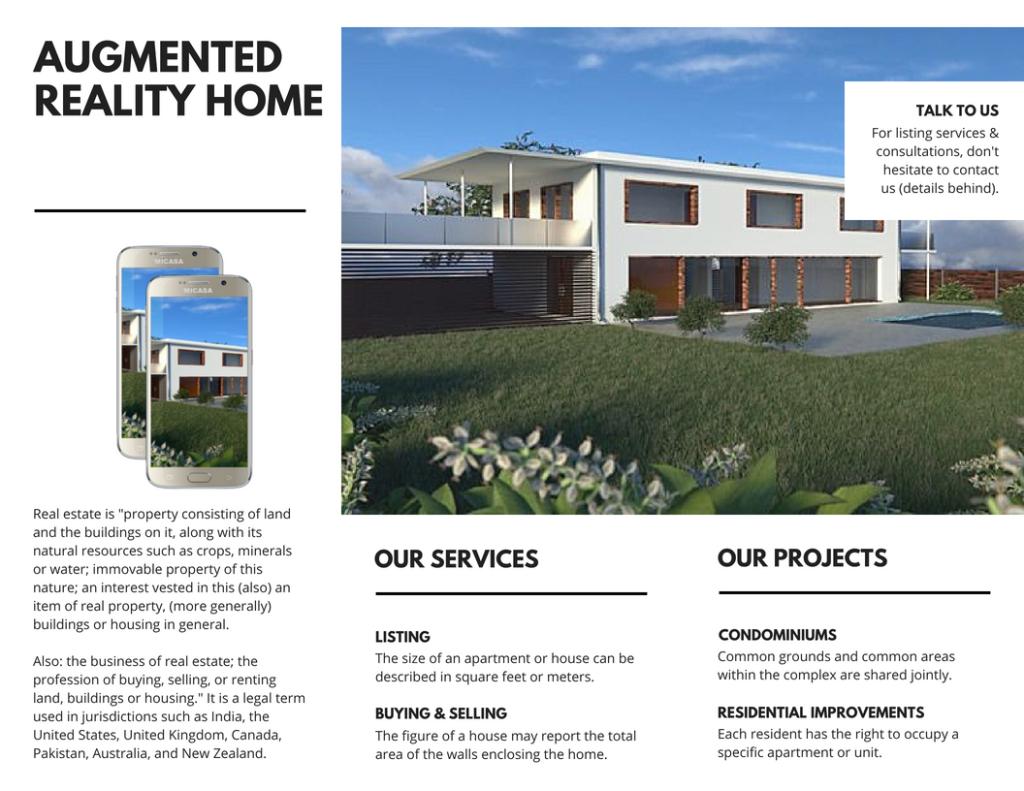 AUGMENTED
REALITY HOME
TALK TO US
For listing services &
consultations, don't
hesitate to contact
us (details behind).
MICASA
MICASA
Real estate is "property consisting of land
and the buildings on it, along with its
natural resources such as crops, minerals
or water; immovable property of this
nature; an interest vested in this (also) an
item of real property, (more generally)
buildings or housing in general.
Also: the business of real estate; the
profession of buying, selling, or renting
land, buildings or housing." It is a legal term
used in jurisdictions such as India, the
United States, United Kingdom, Canada,
Pakistan, Australia, and New Zealand.
OUR SERVICES
LISTING
The size of an apartment or house can be
described in square feet or meters.
BUYING & SELLING
The figure of a house may report the total
area of the walls enclosing the home.
OUR PROJECTS
CONDOMINIUMS
Common grounds and common areas
within the complex are shared jointly.
RESIDENTIAL IMPROVEMENTS
Each resident has the right to occupy a
specific apartment or unit.